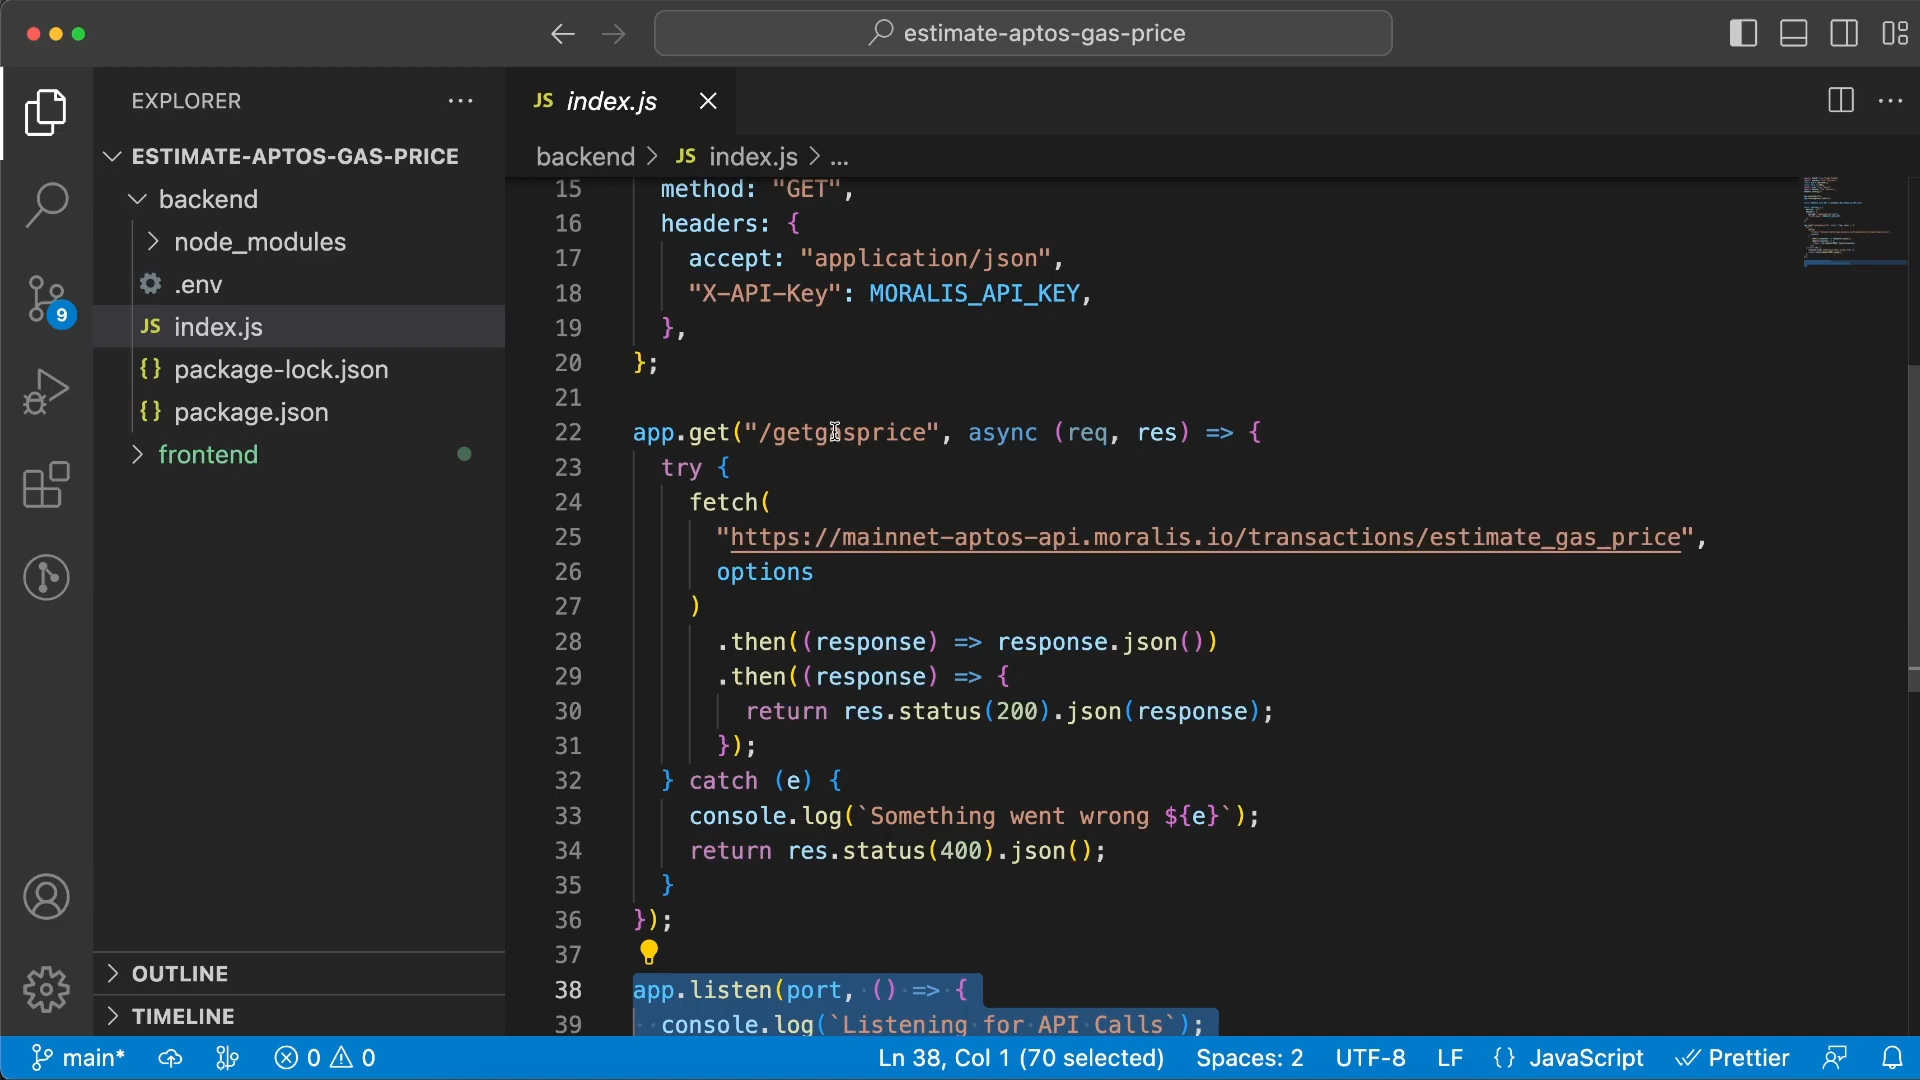 estimate-aptos-gas-price
EXPLORER
ESTIMATE-APTOS-GAS-PRICE
backend
node_modules
.env
JS index.js
{} package-lock.json
{} package.json
frontend
OUTLINE
TIMELINE
9
JS index.js
backend > JS index.js > ...
15 method: "GET",
16 headers: {
17 accept: "application/json",
18 "X-API-Key": MORALIS_API_KEY,
19 },
20 };
21
22 app.get("/getgasprice", async (req, res) => {
23 try {
24 fetch(
25 "https://mainnet-aptos-api.moralis.io/transactions/estimate_gas_price",
26 options
27 )
28 .then((response) => response.json())
29 .then((response) => {
30 return res.status(200).json(response);
31 });
32 } catch (e) {
33 console.log(`Something went wrong ${e}`);
34 return res.status(400).json();
35 }
36 });
37
38 app.listen(port, () => {
39 console.log(`Listening for API Calls`);
main* 0 0 Ln 38, Col 1 (70 selected) Spaces: 2 UTF-8 LF {} JavaScript Prettier